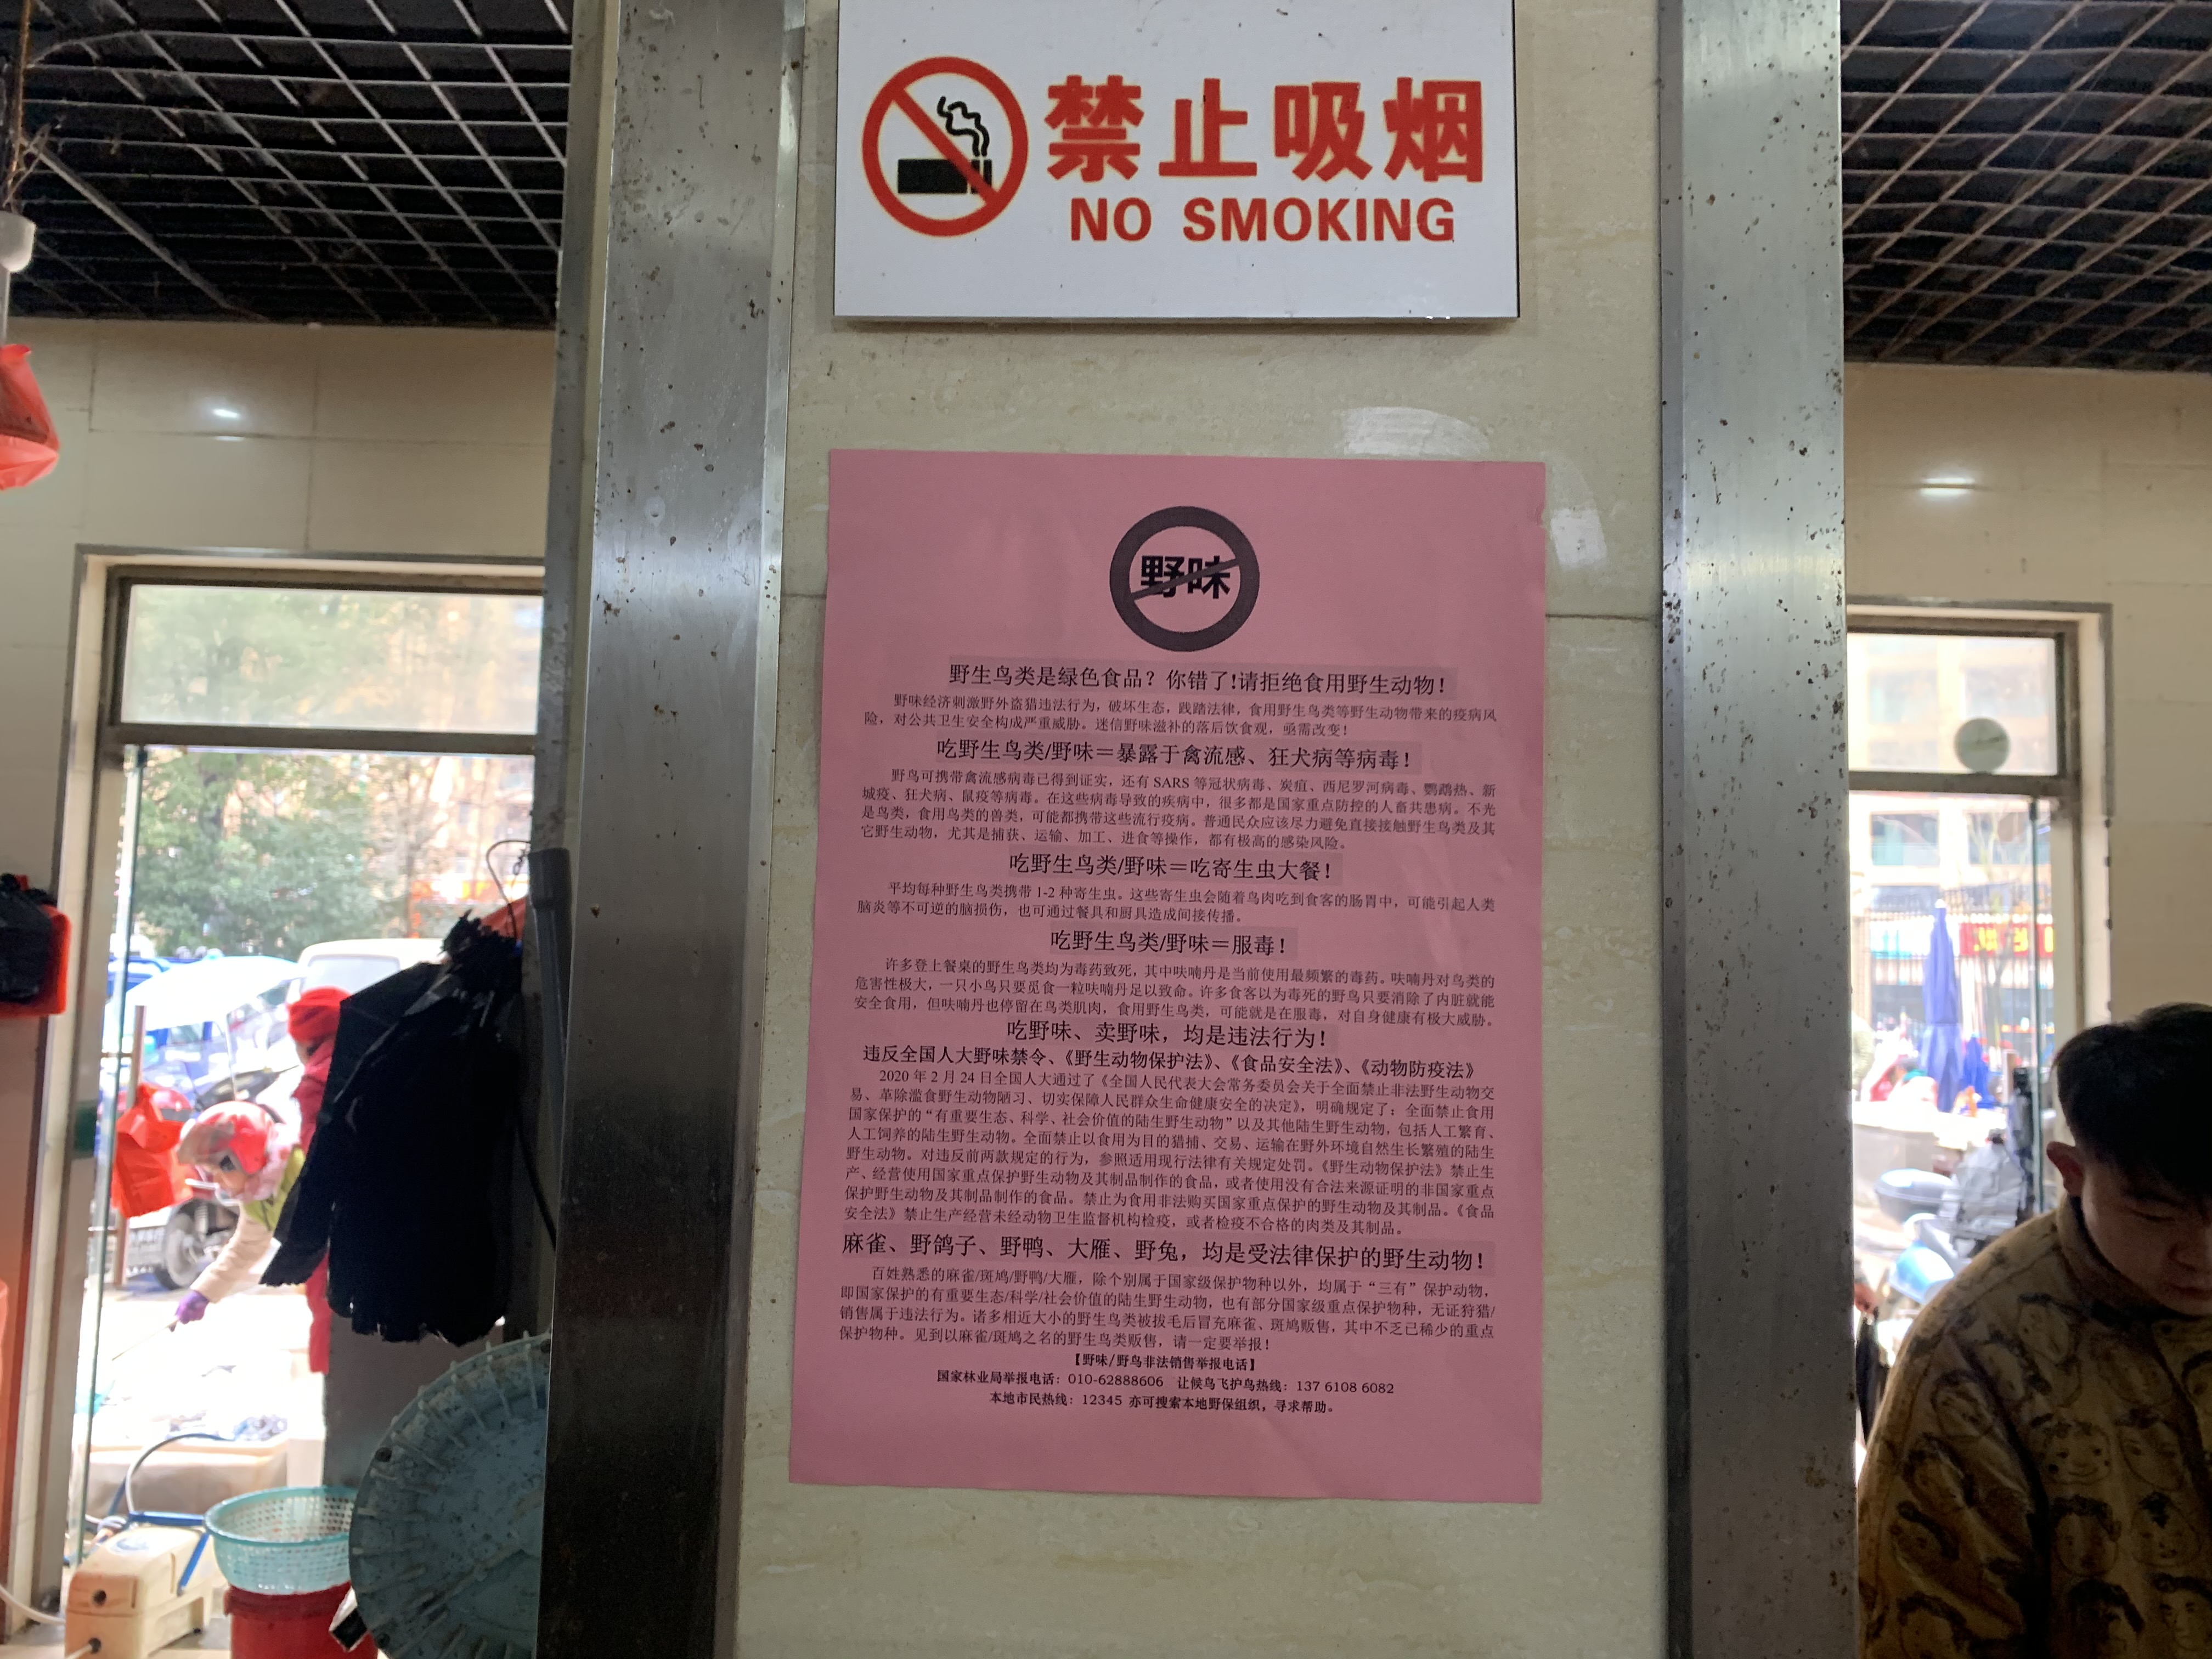 禁止吸烟
NO SMOKING
野味
野生鸟类是绿色食品？你错了!请拒绝食用野生动物！
野味经济刺激野外盗猎违法行为，破坏生态，践踏法律，食用野生鸟类等野生动物带来的疫病风
险，对公共卫生安全构成严重威胁。迷信野味滋补的落后饮食观，亟需改变！
吃野生鸟类/野味＝暴露于禽流感、狂犬病等病毒！
野鸟可携带禽流感病毒已得到证实，还有 SARS 等冠状病毒、炭疽、西尼罗河病毒、鹦鹉热、新
城疫、狂犬病、鼠疫等病毒。在这些病毒导致的疾病中，很多都是国家重点防控的人畜共患病。不光
是鸟类，食用鸟类的兽类，可能都携带这些流行疫病。普通民众应该尽力避免直接接触野生鸟类及其
它野生动物，尤其是捕获、运输、加工、进食等操作，都有极高的感染风险。
吃野生鸟类/野味＝吃寄生虫大餐！
平均每种野生鸟类携带 1-2 种寄生虫。这些寄生虫会随着鸟肉吃到食客的肠胃中，可能引起人类
脑炎等不可逆的脑损伤，也可通过餐具和厨具造成间接传播。
吃野生鸟类/野味＝服毒！
许多登上餐桌的野生鸟类均为毒药致死，其中呋喃丹是当前使用最频繁的毒药。呋喃丹对鸟类的
危害性极大，一只小鸟只要觅食一粒呋喃丹足以致命。许多食客以为毒死的野鸟只要消除了内脏就能
安全食用，但呋喃丹也停留在鸟类肌肉，食用野生鸟类，可能就是在服毒，对自身健康有极大威胁。
吃野味、卖野味，均是违法行为！
违反全国人大野味禁令、《野生动物保护法》、《食品安全法》、《动物防疫法》
2020 年 2 月 24 日全国人大通过了《全国人民代表大会常务委员会关于全面禁止非法野生动物交
易、革除滥食野生动物陋习、切实保障人民群众生命健康安全的决定》，明确规定了：全面禁止食用
国家保护的“有重要生态、科学、社会价值的陆生野生动物”以及其他陆生野生动物，包括人工繁育、
人工饲养的陆生野生动物。全面禁止以食用为目的猎捕、交易、运输在野外环境自然生长繁殖的陆生
野生动物。对违反前两款规定的行为，参照适用现行法律有关规定处罚。《野生动物保护法》禁止生
产、经营使用国家重点保护野生动物及其制品制作的食品，或者使用没有合法来源证明的非国家重点
保护野生动物及其制品制作的食品。禁止为食用非法购买国家重点保护的野生动物及其制品。《食品
安全法》禁止生产经营未经动物卫生监督机构检疫，或者检疫不合格的肉类及其制品。
麻雀、野鸽子、野鸭、大雁、野兔，均是受法律保护的野生动物！
百姓熟悉的麻雀/斑鸠/野鸭/大雁，除个别属于国家级保护物种以外，均属于“三有”保护动物，
即国家保护的有重要生态/科学/社会价值的陆生野生动物，也有部分国家级重点保护物种，无证狩猎/
销售属于违法行为。诸多相近大小的野生鸟类被拔毛后冒充麻雀、斑鸠贩售，其中不乏已稀少的重点
保护物种。见到以麻雀/斑鸠之名的野生鸟类贩售，请一定要举报！
【野味/野鸟非法销售举报电话】
国家林业局举报电话：010-62888606 让候鸟飞护鸟热线：137 6108 6082
本地市民热线：12345 亦可搜索本地野保组织，寻求帮助。